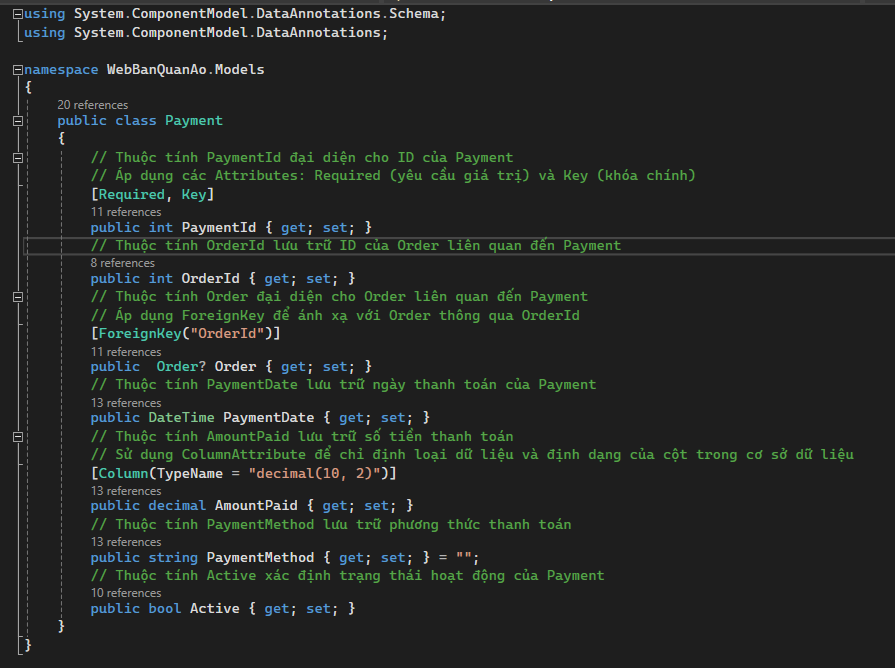 using System.ComponentModel.DataAnnotations.Schema;
using System.ComponentModel.DataAnnotations;
namespace WebBanQuanAo.Models
{
20 references
public class Payment
{
// Thuộc tính PaymentId đại diện cho ID của Payment
// Áp dụng các Attributes: Required (yêu cầu giá trị) và Key (khóa chính)
[Required, Key]
11 references
public int PaymentId { get; set; }
// Thuộc tính OrderId lưu trữ ID của Order liên quan đến Payment
8 references
public int OrderId { get; set; }
// Thuộc tính Order đại diện cho Order liên quan đến Payment
// Áp dụng ForeignKey để ánh xạ với Order thông qua OrderId
[ForeignKey("OrderId")]
11 references
public  Order? Order { get; set; }
// Thuộc tính PaymentDate lưu trữ ngày thanh toán của Payment
13 references
public DateTime PaymentDate { get; set; }
// Thuộc tính AmountPaid lưu trữ số tiền thanh toán
// Sử dụng ColumnAttribute để chỉ định loại dữ liệu và định dạng của cột trong cơ sở dữ liệu
[Column(TypeName = "decimal(10, 2)")]
13 references
public decimal AmountPaid { get; set; }
// Thuộc tính PaymentMethod lưu trữ phương thức thanh toán
13 references
public string PaymentMethod { get; set; } = "";
// Thuộc tính Active xác định trạng thái hoạt động của Payment
10 references
public bool Active { get; set; }
}
}